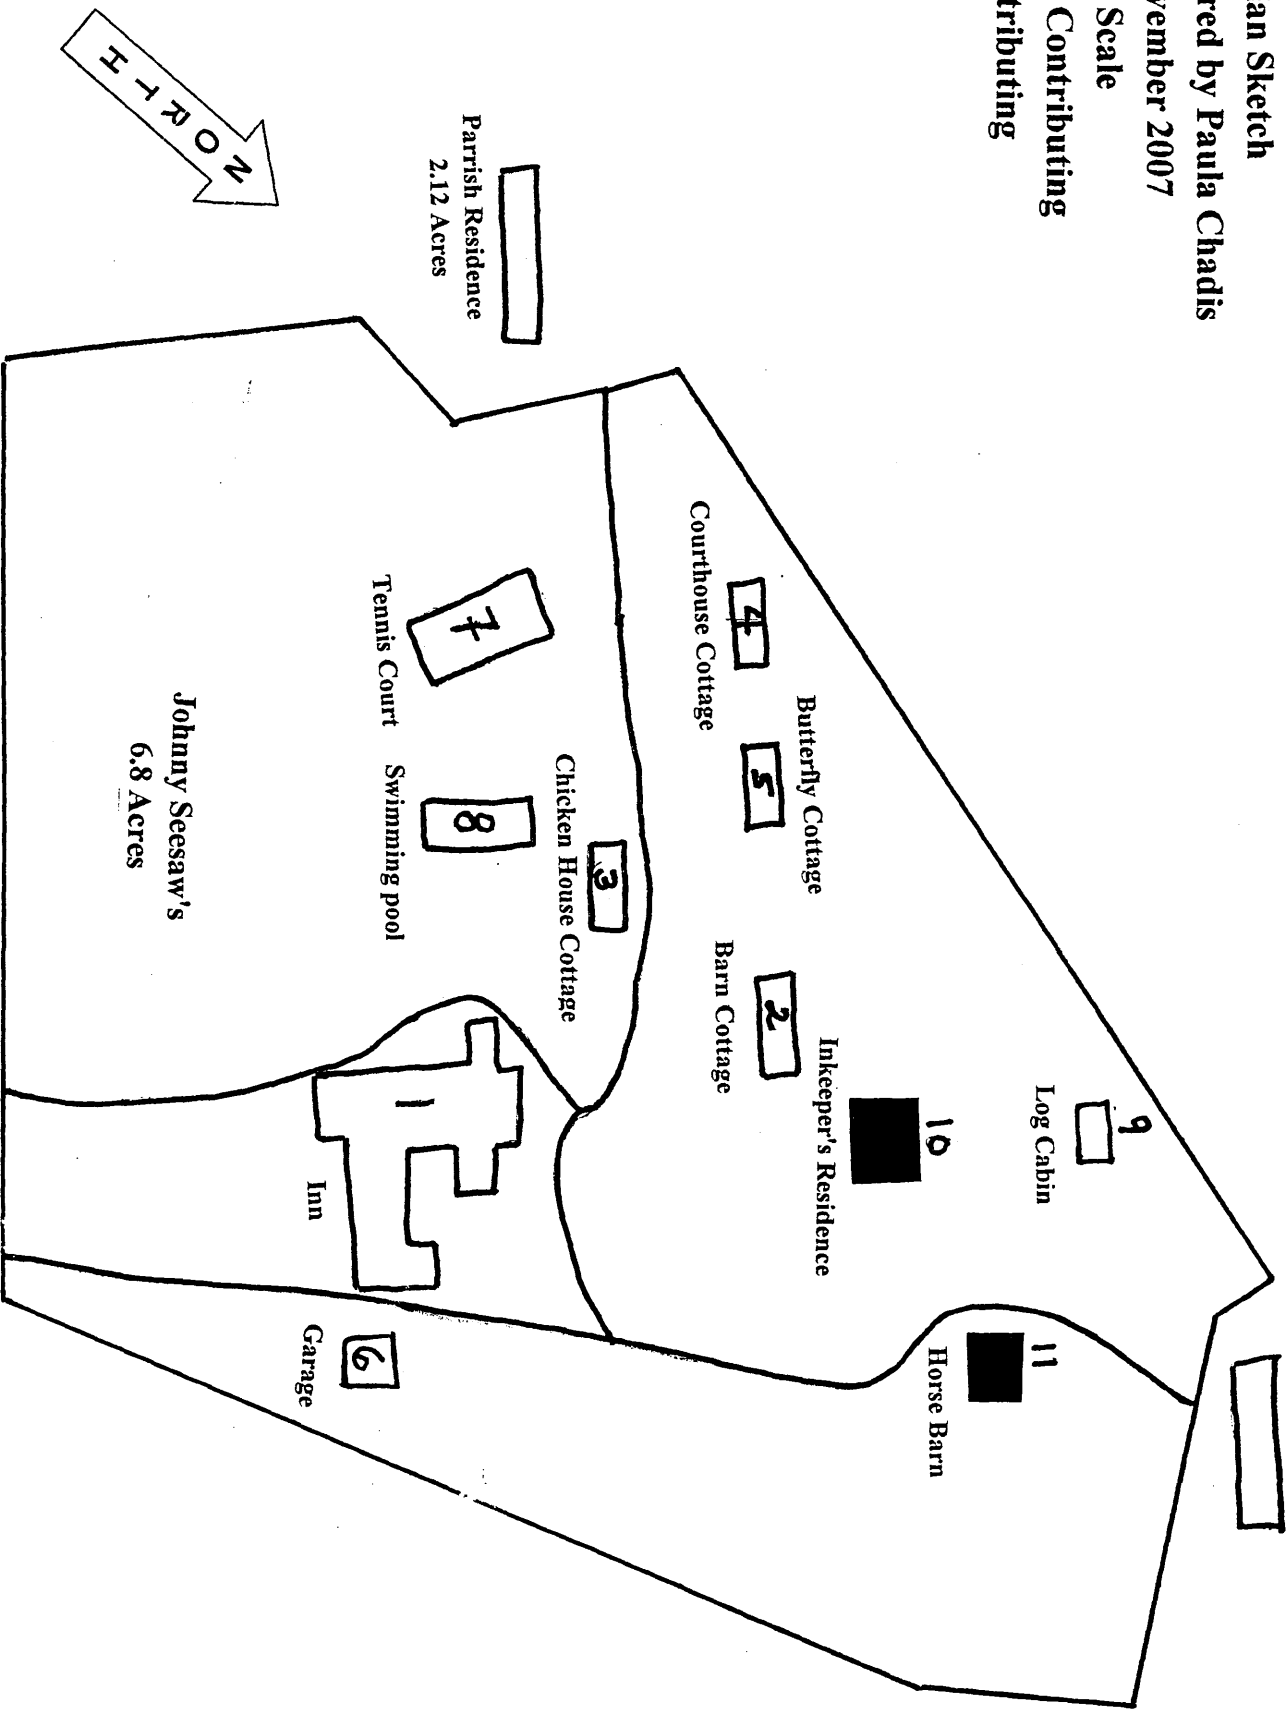 an Sketch
red by Paula Chadis
vember 2007
Scale
Contributing
tributing
NORTH
Parrish Residence
2.12 Acres
4
Courthouse Cottage
Butterfly Cottage
5
7
Tennis Court
8
Swimming pool
3
Chicken House Cottage
2
Barn Cottage
9
Log Cabin
10
Inkeeper's Residence
11
Horse Barn
1
Inn
6
Garage
Johnny Seesaw's
6.8 Acres